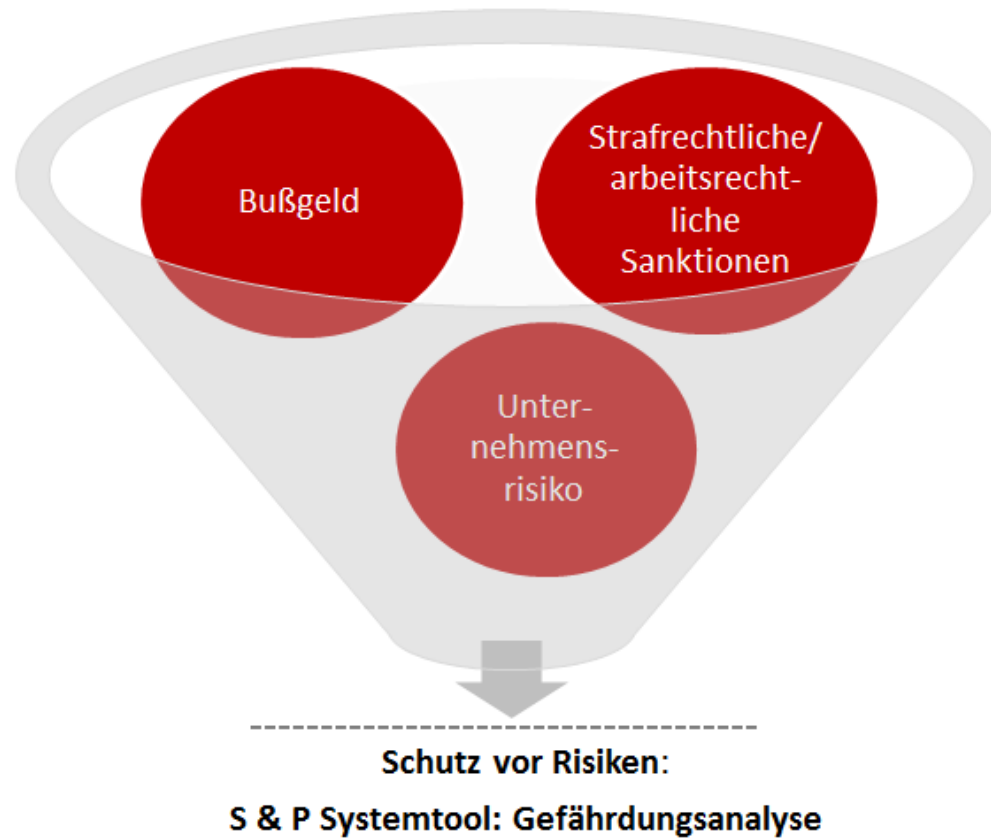 Bußgeld
Strafrechtliche/
arbeitsrecht-
liche
Sanktionen
Unter-
nehmens-
risiko
Schutz vor Risiken:
S & P Systemtool: Gefährdungsanalyse